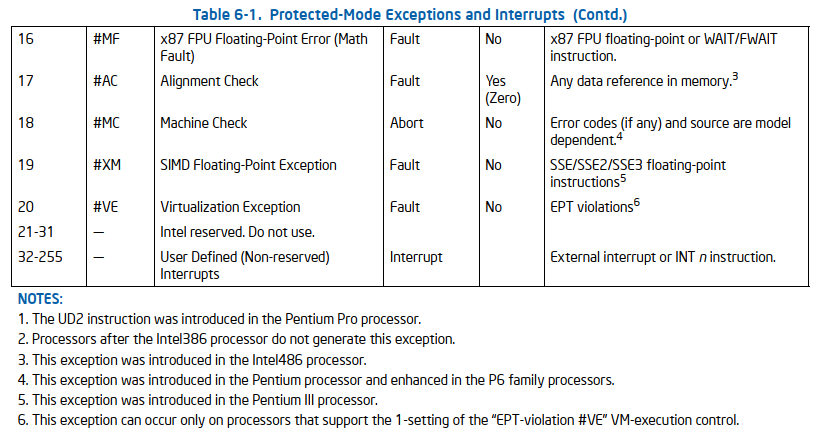 Table 6-1. Protected-Mode Exceptions and Interrupts (Contd.)
16 #MF x87 FPU Floating-Point Error (Math Fault) Fault No x87 FPU floating-point or WAIT/FWAIT instruction.
17 #AC Alignment Check Fault Yes (Zero) Any data reference in memory.3
18 #MC Machine Check Abort No Error codes (if any) and source are model dependent.4
19 #XM SIMD Floating-Point Exception Fault No SSE/SSE2/SSE3 floating-point instructions5
20 #VE Virtualization Exception Fault No EPT violations6
21-31 — Intel reserved. Do not use.
32-255 — User Defined (Non-reserved) Interrupts Interrupt External interrupt or INT n instruction.
NOTES:
1. The UD2 instruction was introduced in the Pentium Pro processor.
2. Processors after the Intel386 processor do not generate this exception.
3. This exception was introduced in the Intel486 processor.
4. This exception was introduced in the Pentium processor and enhanced in the P6 family processors.
5. This exception was introduced in the Pentium III processor.
6. This exception can occur only on processors that support the 1-setting of the “EPT-violation #VE” VM-execution control.